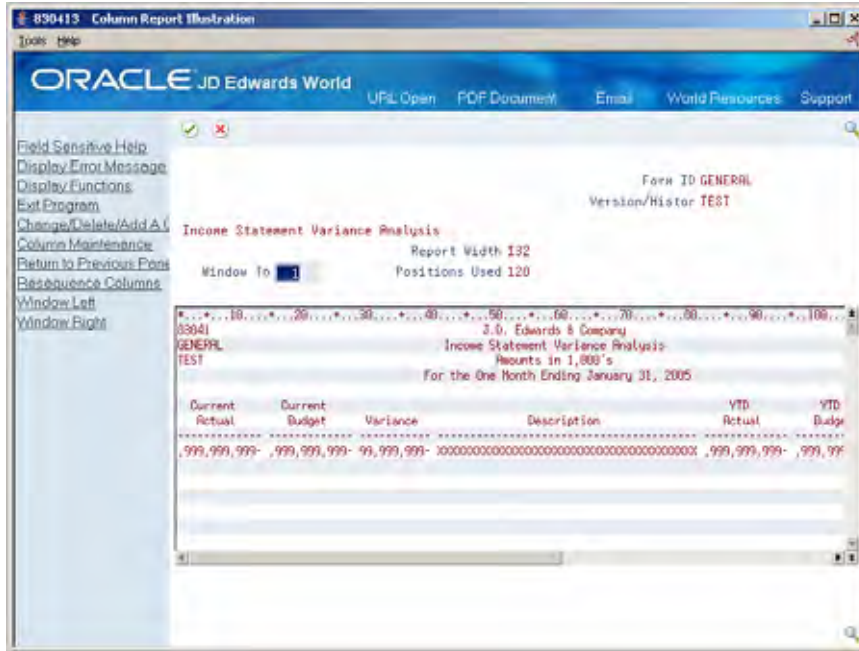 830413 Column Report Illustration
Tools Help
ORACLE JD Edwards World
URL Open PDF Document Email World Resources Support
Field Sensitive Help
Display Error Message
Display Functions
Exit Program
Change/Delete/Add A C
Column Maintenance
Return to Previous Pane
Resequence Columns
Window Left
Window Right
Form ID GENERAL
Version/Histor TEST
Income Statement Variance Analysis
Report Width 132
Window To 1 Positions Used 120
*...+...10....+...20....+...30....+...40....+...50....+...60....+...70....+...80....+...90....+...100...
83041 J.D. Edwards & Company
GENERAL Income Statement Variance Analysis
TEST Amounts in 1,000's
For the One Month Ending January 31, 2005
Current Current YTD YTD
Actual Budget Variance Description Actual Budge
,999,999,999- ,999,999,999- 99,999,999- ,999,999,999- ,999,99